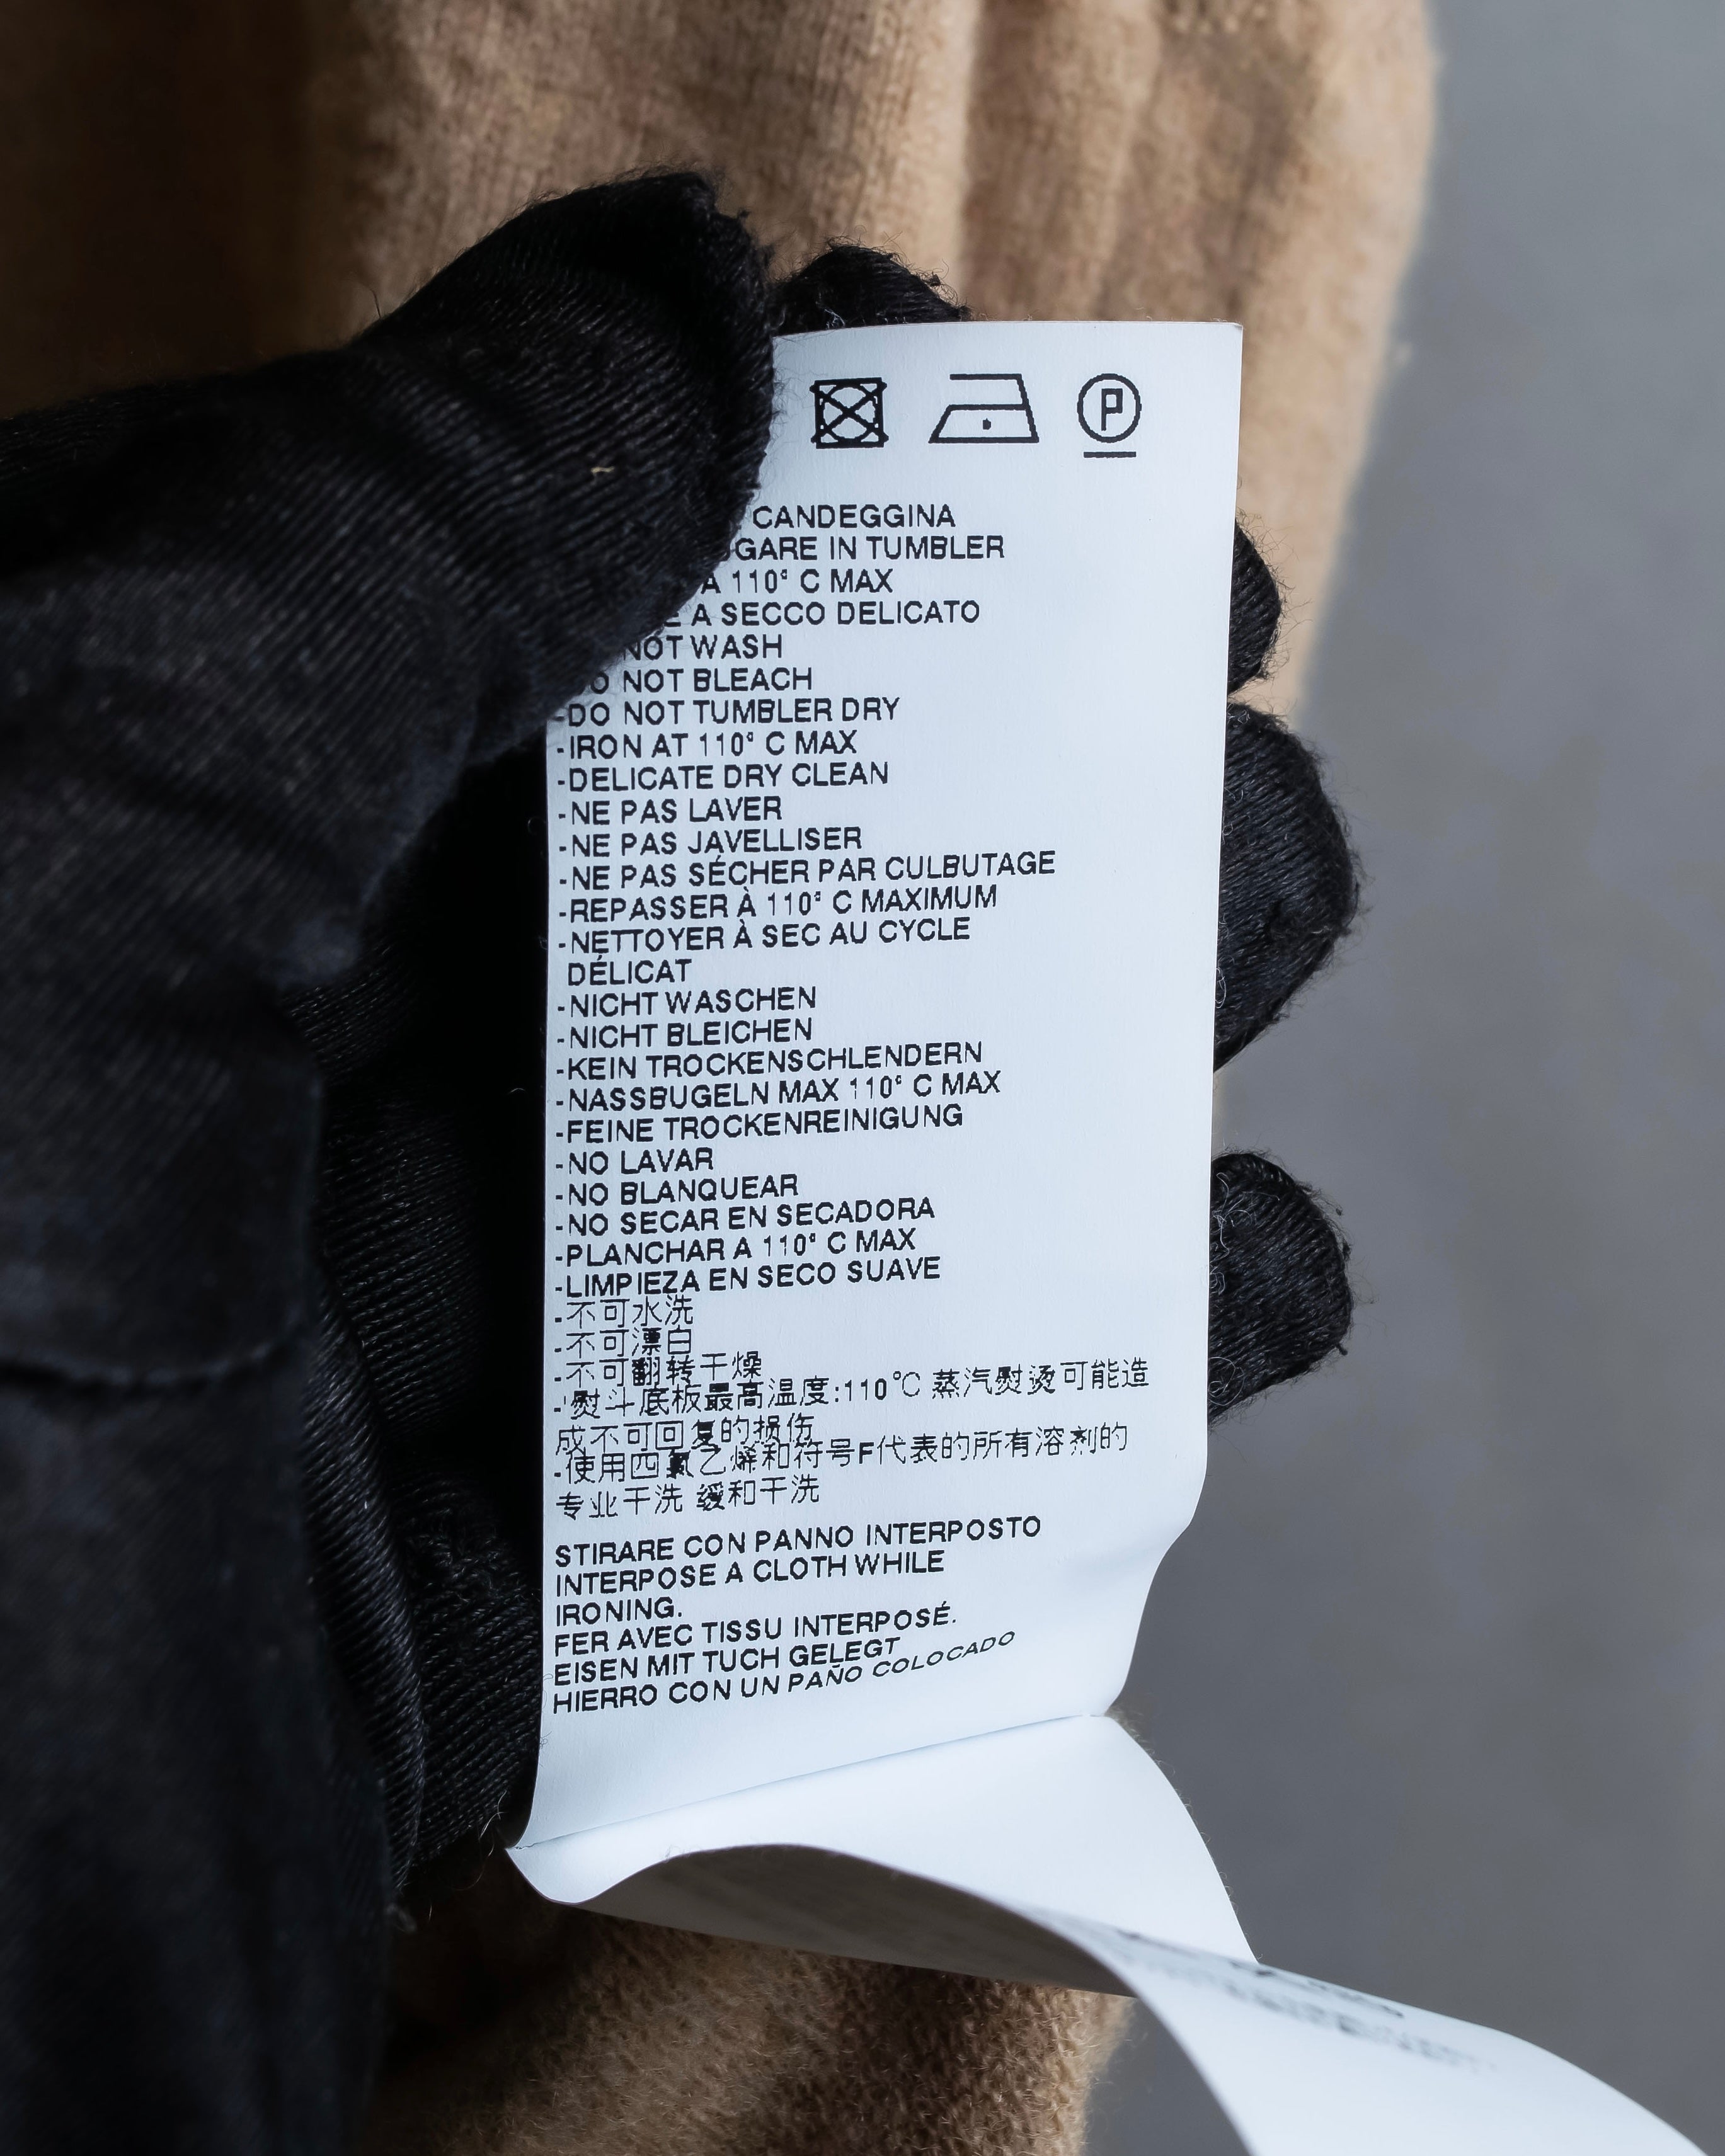 P
CANDEGGINA
IN TUMBLER
A 110° C MAX
A SECCO DELICATO
NOT WASH
DO NOT BLEACH
-DO NOT TUMBLER DRY
-IRON AT 110° C MAX
-DELICATE DRY CLEAN
-NE PAS LAVER
-NE PAS JAVELLISER
-NE PAS SÉCHER PAR CULBUTAGE
-REPASSER À 110° C MAXIMUM
-NETTOYER À SEC AU CYCLE
DÉLICAT
-NICHT WASCHEN
-NICHT BLEICHEN
-KEIN TROCKENSCHLENDERN
-NASSBUGELN MAX 110° C MAX
-FEINE TROCKENREINIGUNG
-NO LAVAR
-NO BLANQUEAR
-NO SECAR EN SECADORA
-PLANCHAR A 110° C MAX
-LIMPIEZA EN SECO SUAVE
-不可水洗
-不可漂白
-不可翻转干燥
-熨斗底板最高温度:110℃ 蒸汽熨烫可能造
成不可回复的损伤
-使用四氯乙烯和符号F代表的所有溶剂的
专业干洗 缓和干洗
STIRARE CON PANNO INTERPOSTO
INTERPOSE A CLOTH WHILE
IRONING.
FER AVEC TISSU INTERPOSÉ.
EISEN MIT TUCH GELEGT
HIERRO CON UN PAÑO COLOCADO